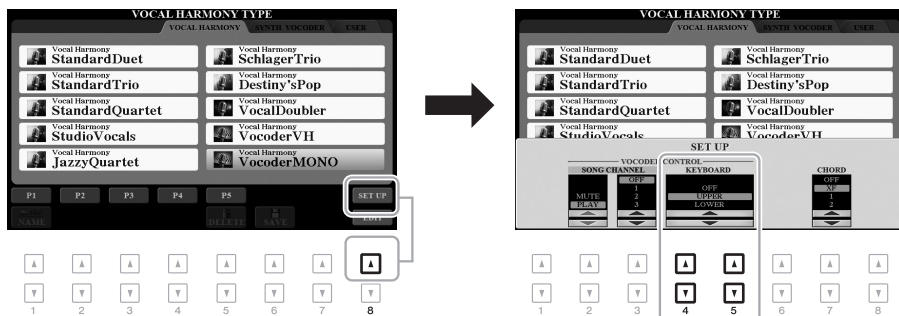 VOCAL HARMONY TYPE
VOCAL HARMONY SYNTH VOCODER USER
Vocal Harmony
StandardDuet
Vocal Harmony
SchlagerTrio
Vocal Harmony
StandardTrio
Vocal Harmony
Destiny'sPop
Vocal Harmony
StandardQuartet
Vocal Harmony
VocalDoubler
Vocal Harmony
StudioVocals
Vocal Harmony
VocoderVH
Vocal Harmony
JazzyQuartet
Vocal Harmony
VocoderMONO
P1 P2 P3 P4 P5 SET UP
NAME DELETE SAVE EDIT
1 2 3 4 5 6 7 8
VOCAL HARMONY TYPE
VOCAL HARMONY SYNTH VOCODER USER
Vocal Harmony
StandardDuet
Vocal Harmony
SchlagerTrio
Vocal Harmony
StandardTrio
Vocal Harmony
Destiny'sPop
Vocal Harmony
StandardQuartet
Vocal Harmony
VocalDoubler
Vocal Harmony
StudioVocals
Vocal Harmony
VocoderVH
SET UP
VOCODER CONTROL
SONG CHANNEL KEYBOARD CHORD
MUTE
PLAY
OFF
1
2
3
OFF
UPPER
LOWER
OFF
XF
1
2
1 2 3 4 5 6 7 8